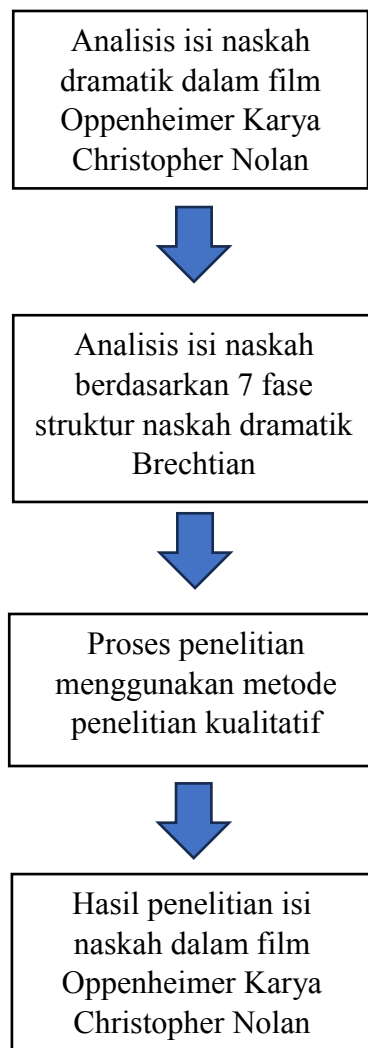 Analisis isi naskah
dramatik dalam film
Oppenheimer Karya
Christopher Nolan
Analisis isi naskah
berdasarkan 7 fase
struktur naskah dramatik
Brechtian
Proses penelitian
menggunakan metode
penelitian kualitatif
Hasil penelitian isi
naskah dalam film
Oppenheimer Karya
Christopher Nolan